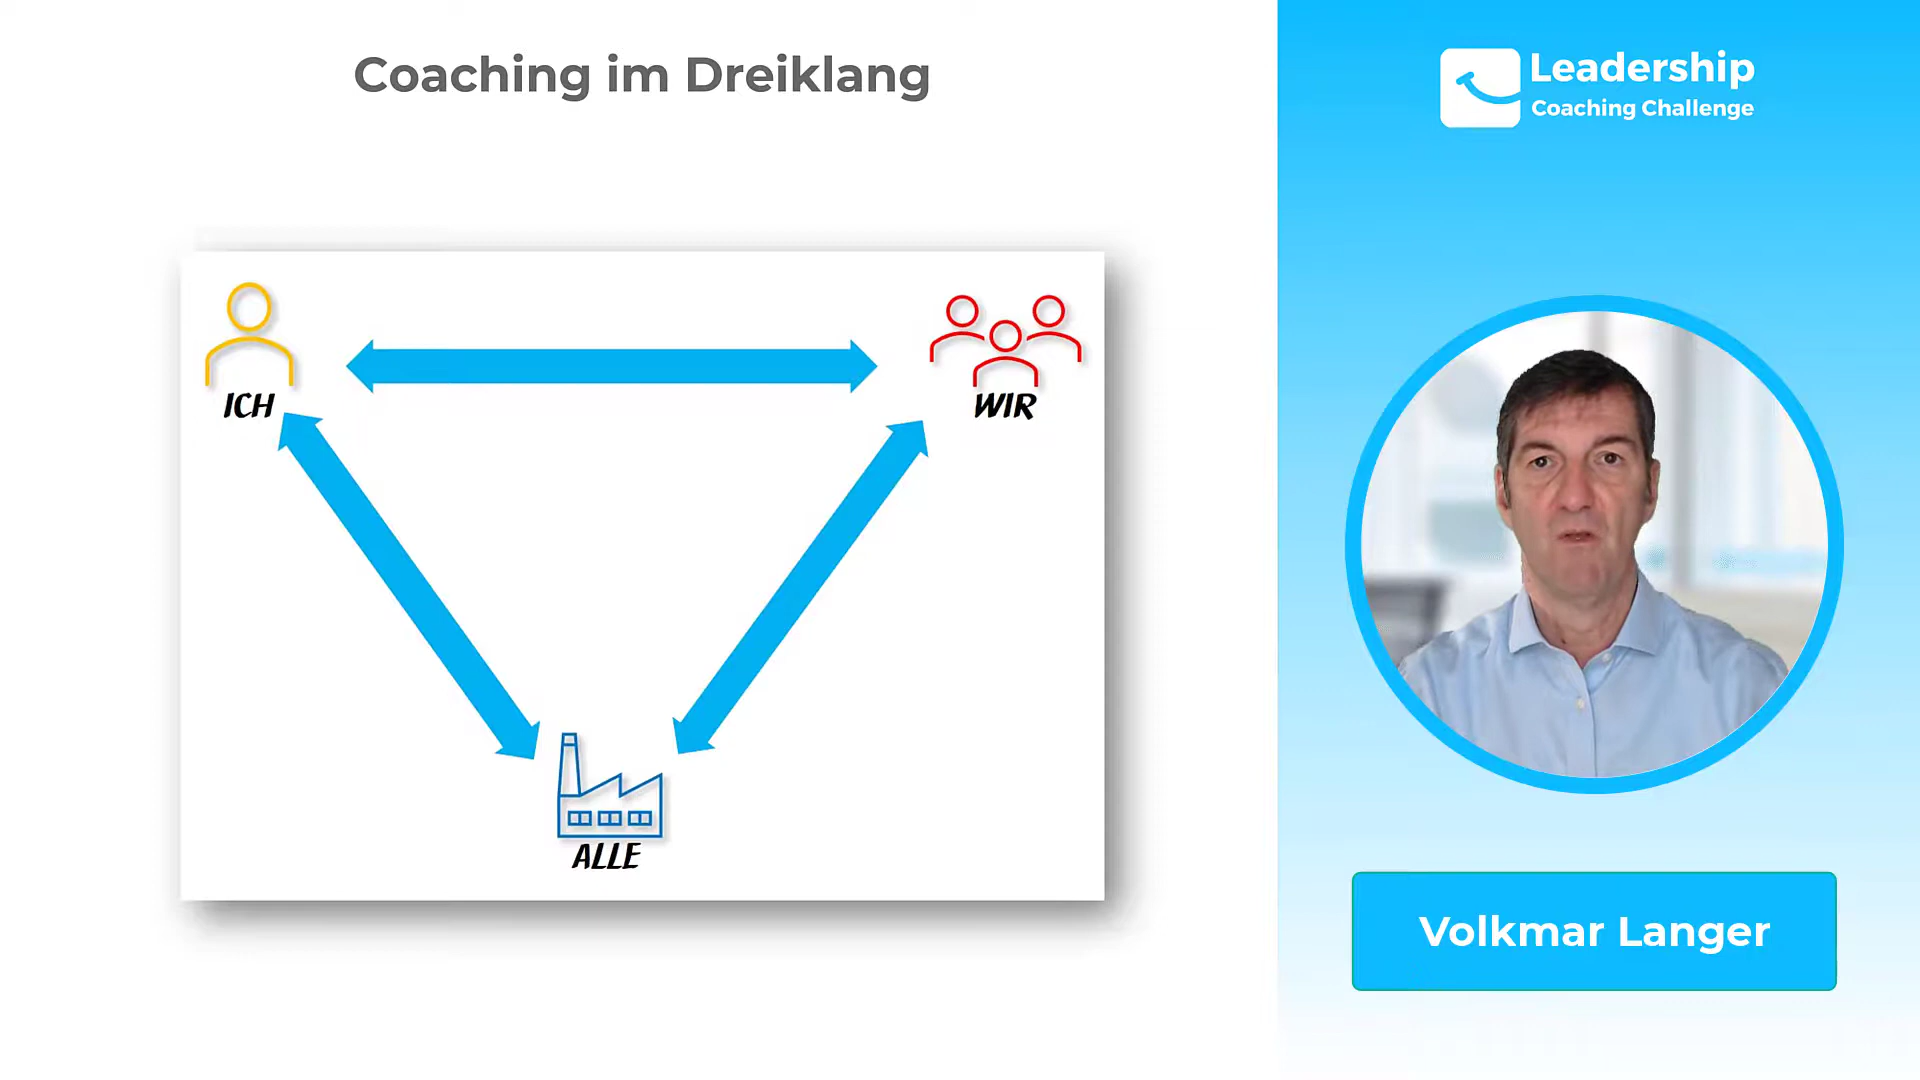 Coaching im Dreiklang
Leadership
Coaching Challenge
ICH
WIR
ALLE
Volkmar Langer